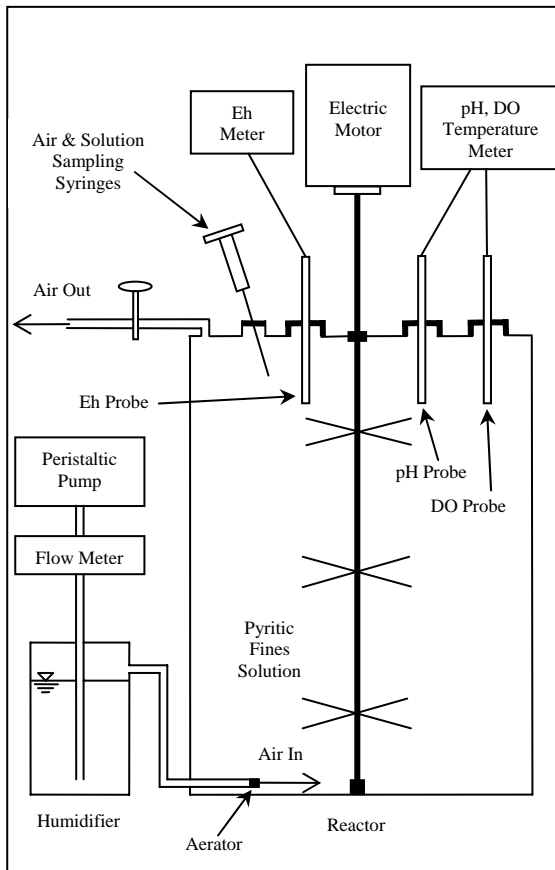 Eh
Meter
Electric
Motor
pH, DO
Temperature
Meter
Air & Solution
Sampling
Syringes
Air Out
Eh Probe
pH Probe
DO Probe
Peristaltic
Pump
Flow Meter
Pyritic
Fines
Solution
Air In
Humidifier
Aerator
Reactor